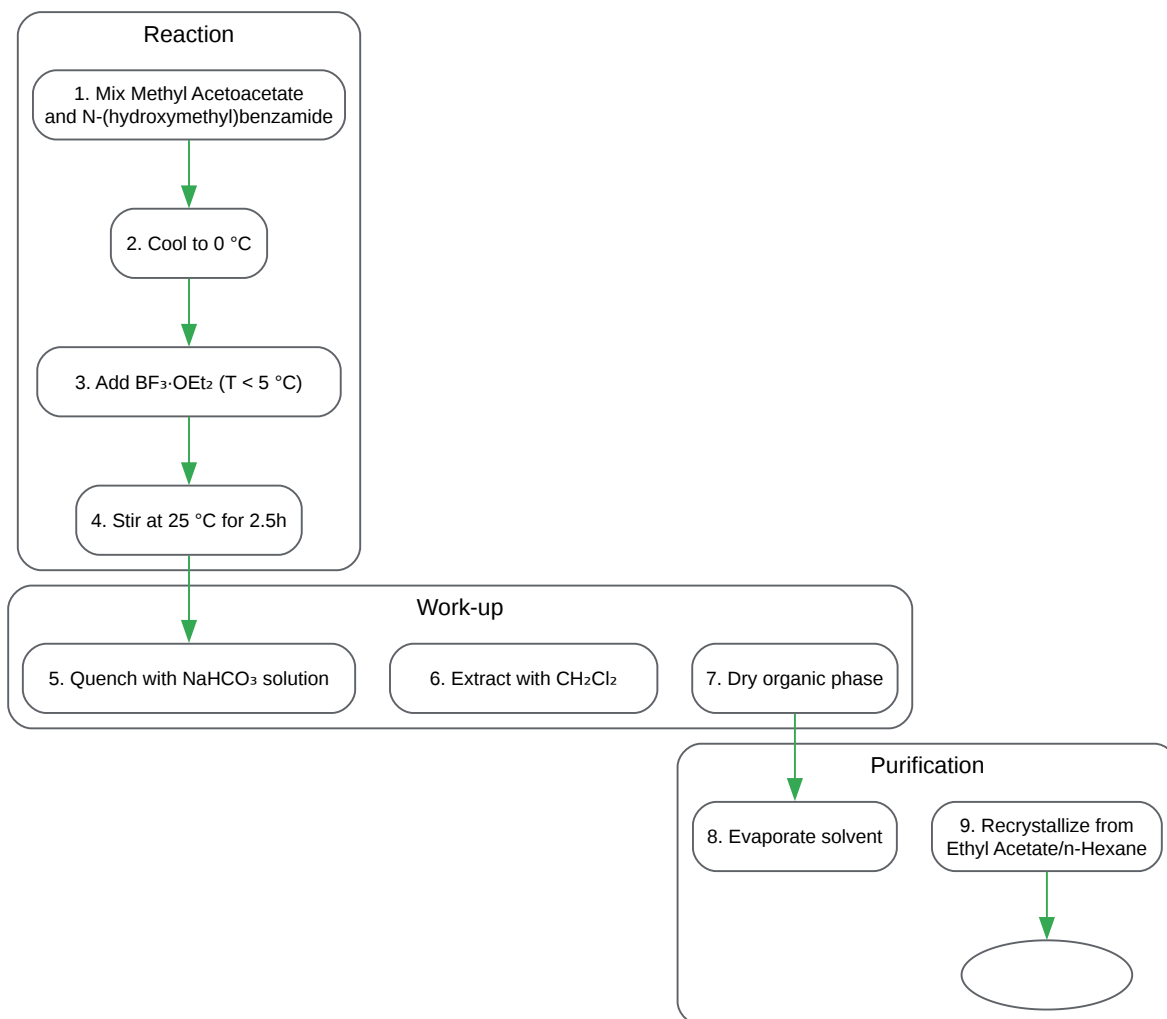 Reaction
1. Mix Methyl Acetoacetate
and N-(hydroxymethyl)benzamide
2. Cool to 0 °C
3. Add BF₃·OEt₂ (T < 5 °C)
4. Stir at 25 °C for 2.5h
Work-up
5. Quench with NaHCO₃ solution
6. Extract with CH₂Cl₂
7. Dry organic phase
Purification
8. Evaporate solvent
9. Recrystallize from
Ethyl Acetate/n-Hexane